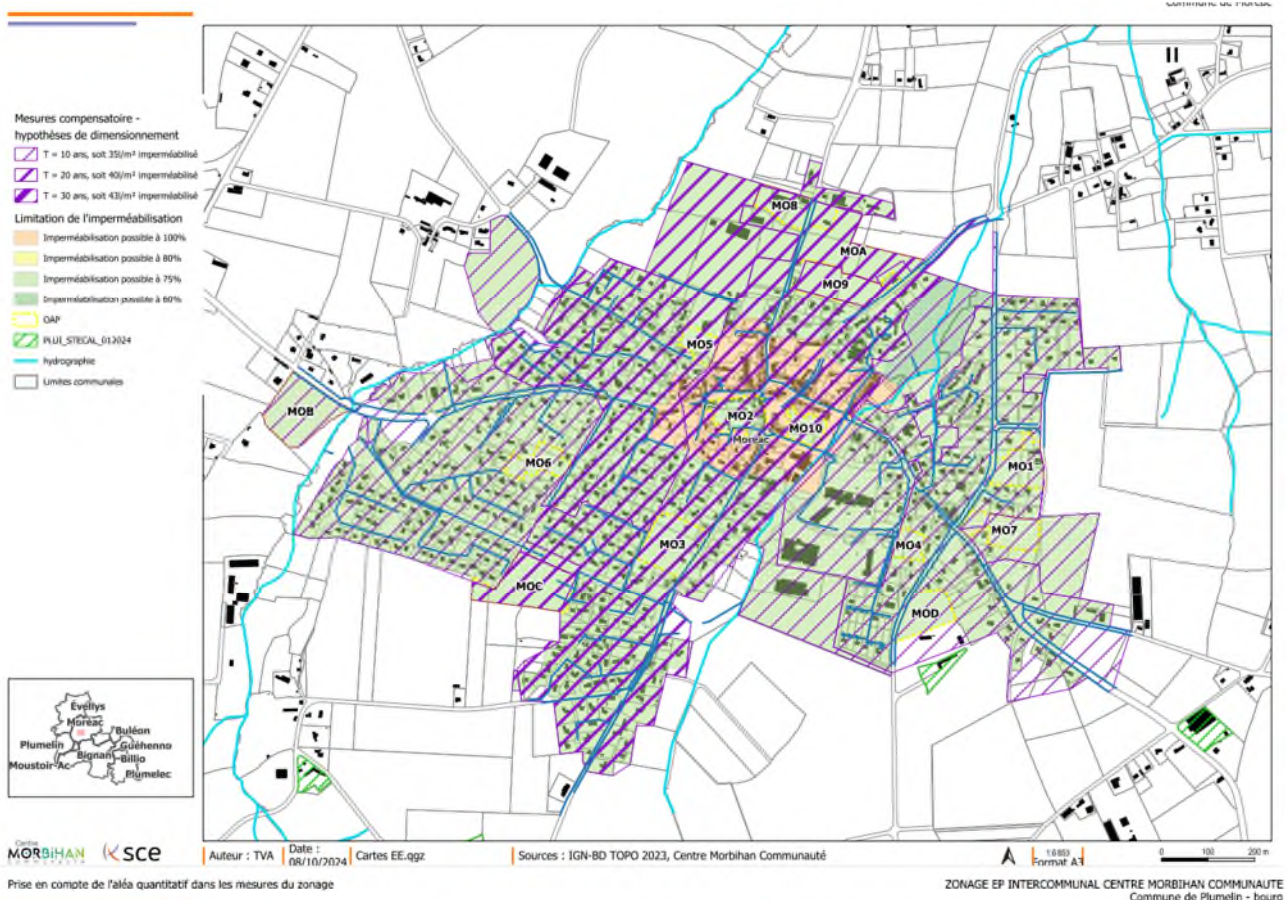 Commune de Moréac
Mesures compensatoire -
hypothèses de dimensionnement
T = 10 ans, soit 35l/m² imperméabilisé
T = 20 ans, soit 40l/m² imperméabilisé
T = 30 ans, soit 43l/m² imperméabilisé
Limitation de l'imperméabilisation
Imperméabilisation possible à 100%
Imperméabilisation possible à 80%
Imperméabilisation possible à 75%
Imperméabilisation possible à 60%
OAP
PLUI_STECAL_012024
hydrographie
Limites communales
MO8
MOA
MO9
MO5
MOB
MO2
MO10
Moréac
MO6
MO1
MO7
MO3
MO4
MOC
MOD
Evellys
Moréac
Buléon
Plumelin
Guéhenno
Bignan
Billio
Moustoir-Ac
Plumelec
Centre
MORBIHAN
sce
Auteur : TVA
Date :
08/10/2024
Cartes EE.qgz
Sources : IGN-BD TOPO 2023, Centre Morbihan Communauté
Format A3
0 100 200 m
Prise en compte de l'aléa quantitatif dans les mesures du zonage
ZONAGE EP INTERCOMMUNAL CENTRE MORBIHAN COMMUNAUTE
Commune de Plumelin - bourg